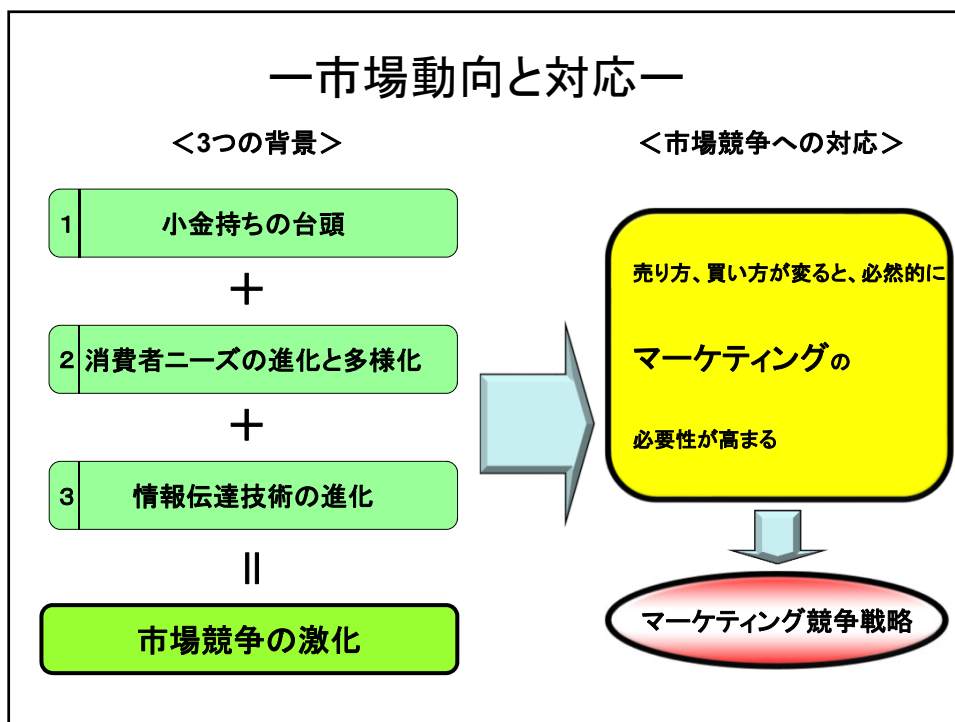 ー市場動向と対応ー
＜3つの背景＞
1 小金持ちの台頭
＋
2 消費者ニーズの進化と多様化
＋
3 情報伝達技術の進化
＝
市場競争の激化
＜市場競争への対応＞
売り方、買い方が変ると、必然的に
マーケティングの
必要性が高まる
マーケティング競争戦略